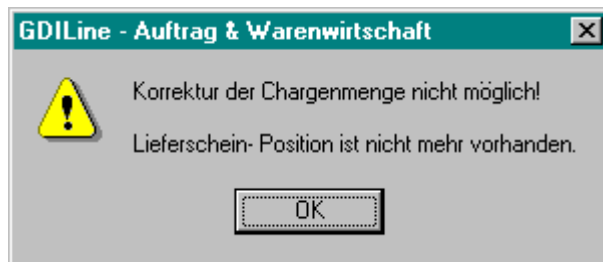 GDILine - Auftrag & Warenwirtschaft
Korrektur der Chargenmenge nicht möglich!
Lieferschein- Position ist nicht mehr vorhanden.
OK